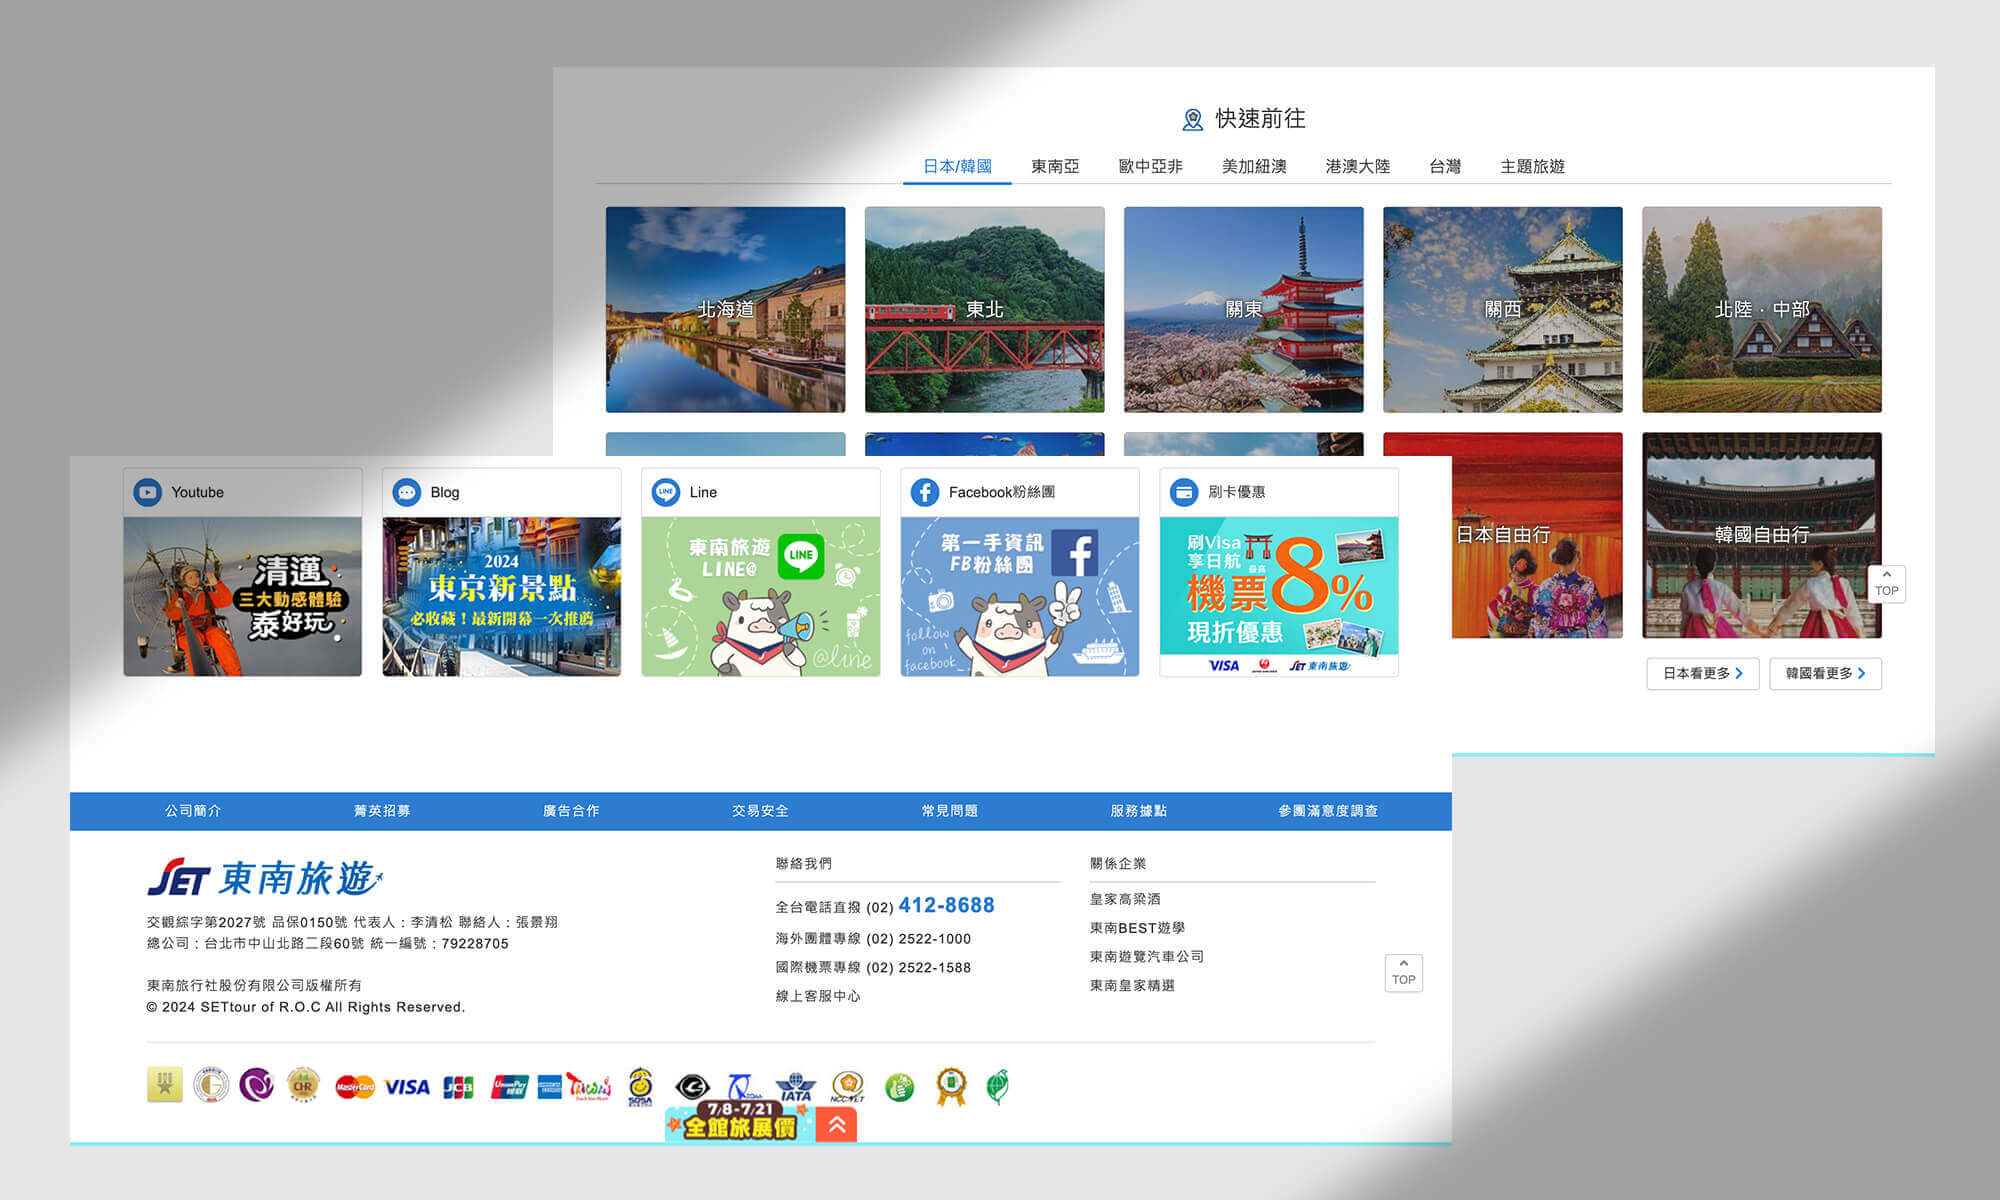 快速前往
日本/韓國 東南亞 歐中亞非 美加紐澳 港澳大陸 台灣 主題旅遊
北海道 東北 關東 關西 北陸．中部
日本自由行 韓國自由行
TOP
日本看更多 韓國看更多
Youtube Blog Line Facebook粉絲團 刷卡優惠
清邁
三大動感體驗
泰好玩
2024
東京新景點
必收藏！最新開幕一次推薦
東南旅遊
LINE@
LINE
@line
第一手資訊
FB粉絲團
follow
on
facebook
刷Visa
享日航
最高
機票8%
現折優惠
VISA SET 東南旅遊
公司簡介 菁英招募 廣告合作 交易安全 常見問題 服務據點 參團滿意度調查
SET 東南旅遊
交觀綜字第2027號 品保0150號 代表人：李清松 聯絡人：張景翔
總公司：台北市中山北路二段60號 統一編號：79228705
東南旅行社股份有限公司版權所有
© 2024 SETtour of R.O.C All Rights Reserved.
聯絡我們
全台電話直撥 (02) 412-8688
海外團體專線 (02) 2522-1000
國際機票專線 (02) 2522-1588
線上客服中心
關係企業
皇家高粱酒
東南BEST遊學
東南遊覽汽車公司
東南皇家精選
TOP
CHR MasterCard VISA JCB UnionPay TAIWAN SOSA IATA
7/8-7/21
全館旅展價